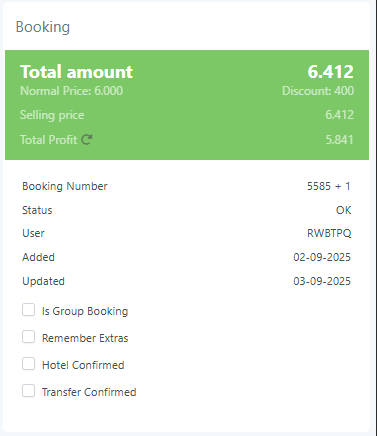 Booking
Total amount 6.412
Normal Price: 6.000 Discount: 400
Selling price 6.412
Total Profit 5.841
Booking Number 5585 + 1
Status OK
User RWBTPQ
Added 02-09-2025
Updated 03-09-2025
Is Group Booking
Remember Extras
Hotel Confirmed
Transfer Confirmed